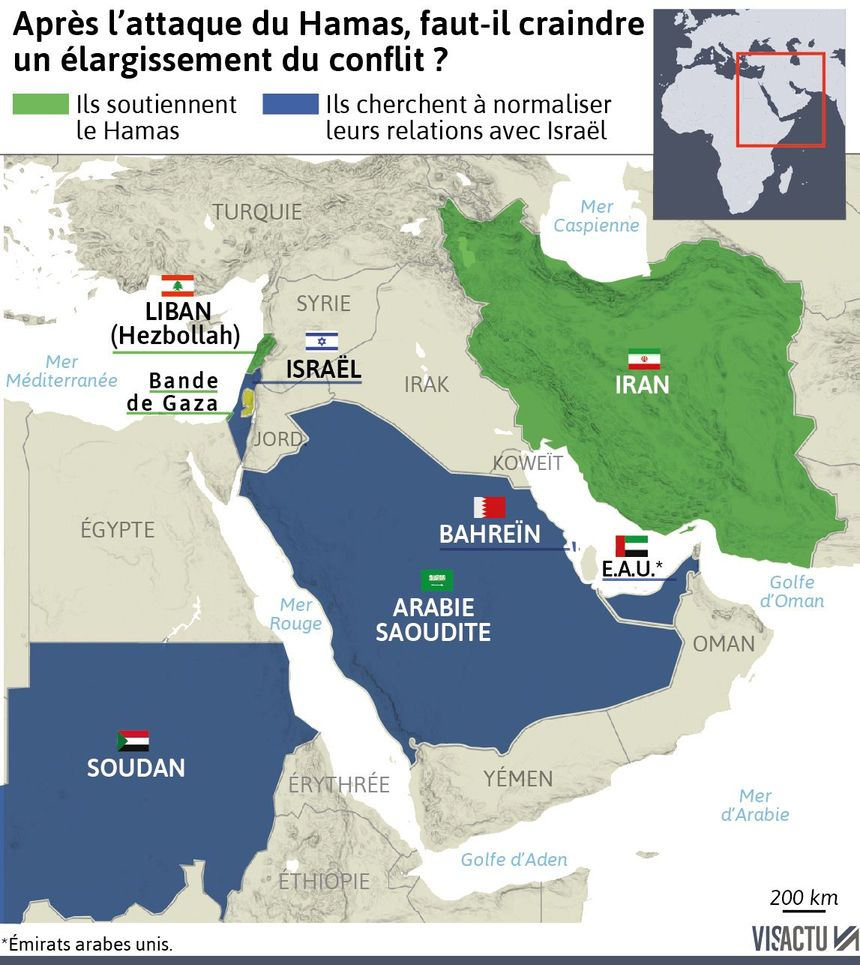 Après l'attaque du Hamas, faut-il craindre
un élargissement du conflit ?
Ils soutiennent
le Hamas
Ils cherchent à normaliser
leurs relations avec Israël
TURQUIE
Mer
Caspienne
LIBAN
(Hezbollah)
SYRIE
ISRAËL
Mer
Méditerranée
Bande
de Gaza
IRAK
IRAN
JORD.
KOWEÏT
ÉGYPTE
BAHREÏN
E.A.U.*
Golfe
d'Oman
Mer
Rouge
ARABIE
SAOUDITE
OMAN
SOUDAN
ÉRYTHRÉE
YÉMEN
Mer
d'Arabie
Golfe d'Aden
ÉTHIOPIE
200 km
*Émirats arabes unis.
VISACTU